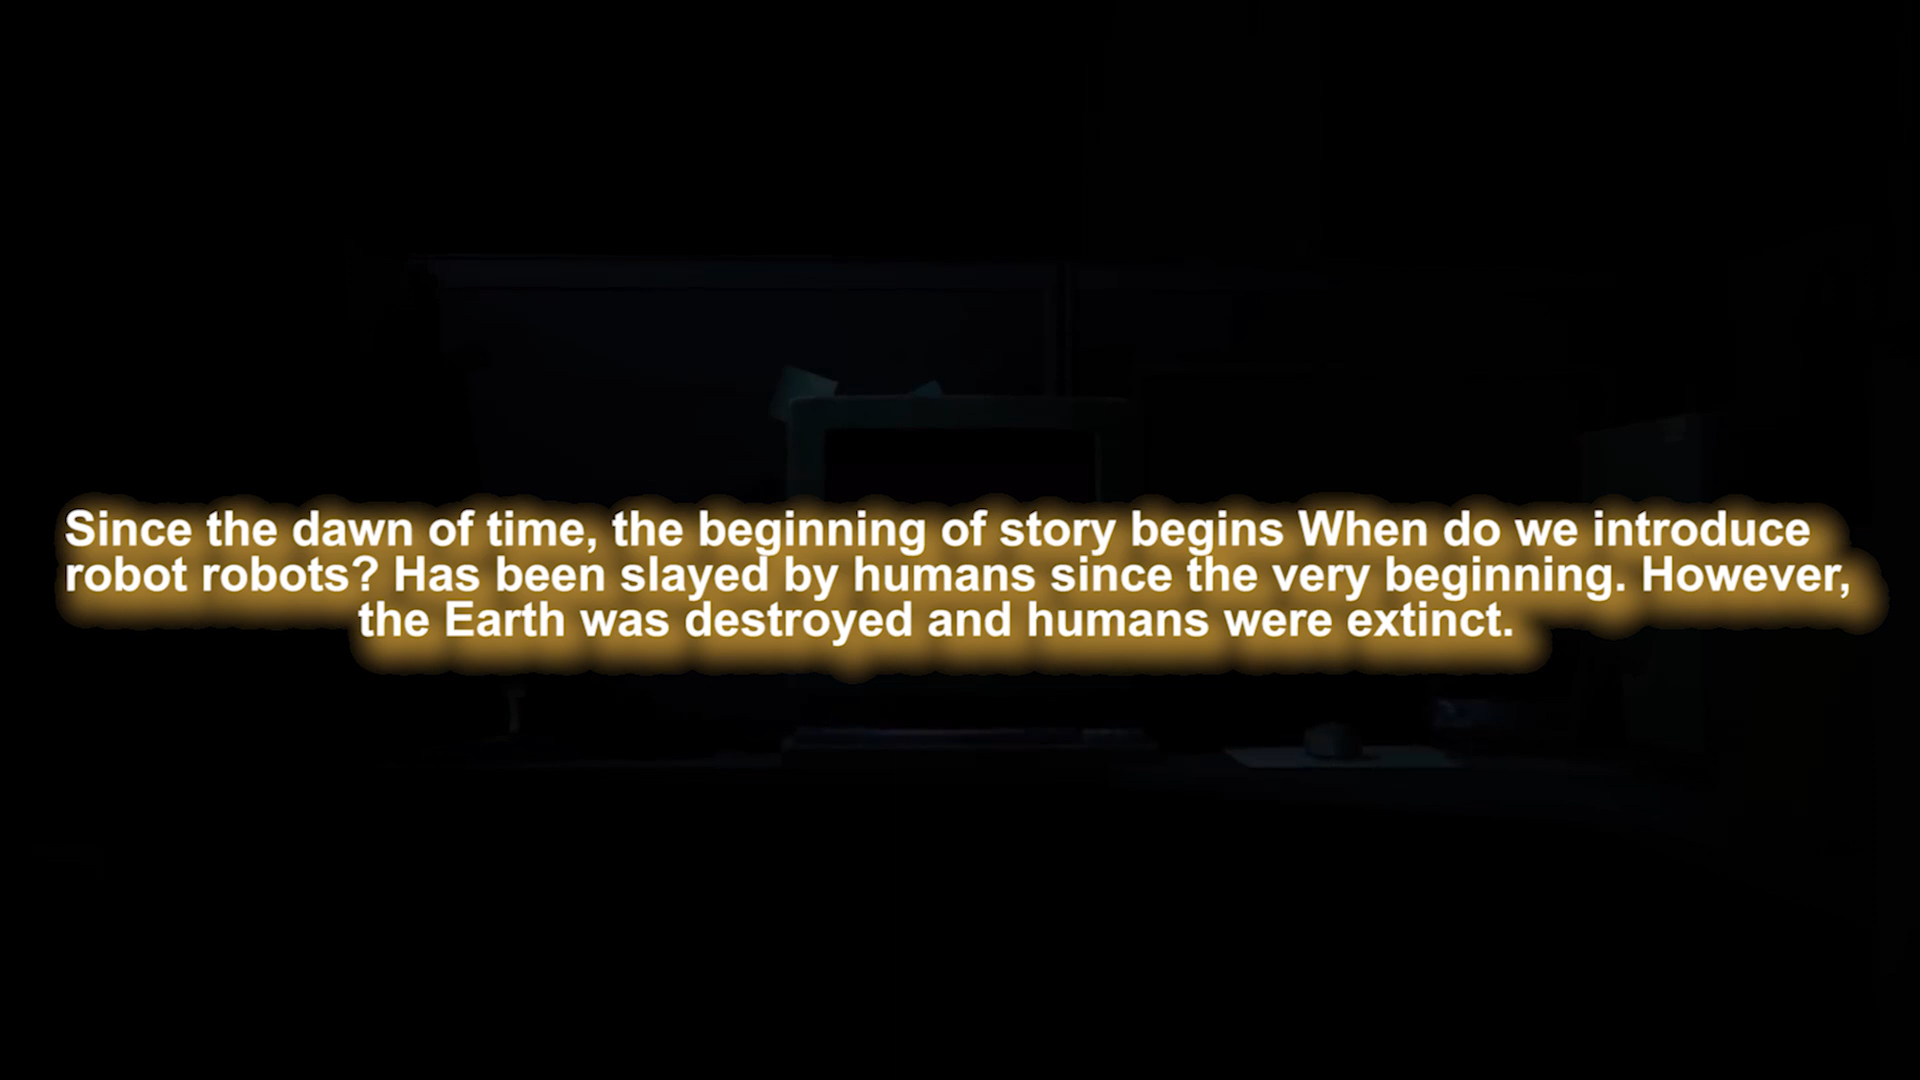 Since the dawn of time, the beginning of story begins When do we introduce
robot robots? Has been slayed by humans since the very beginning. However,
the Earth was destroyed and humans were extinct.